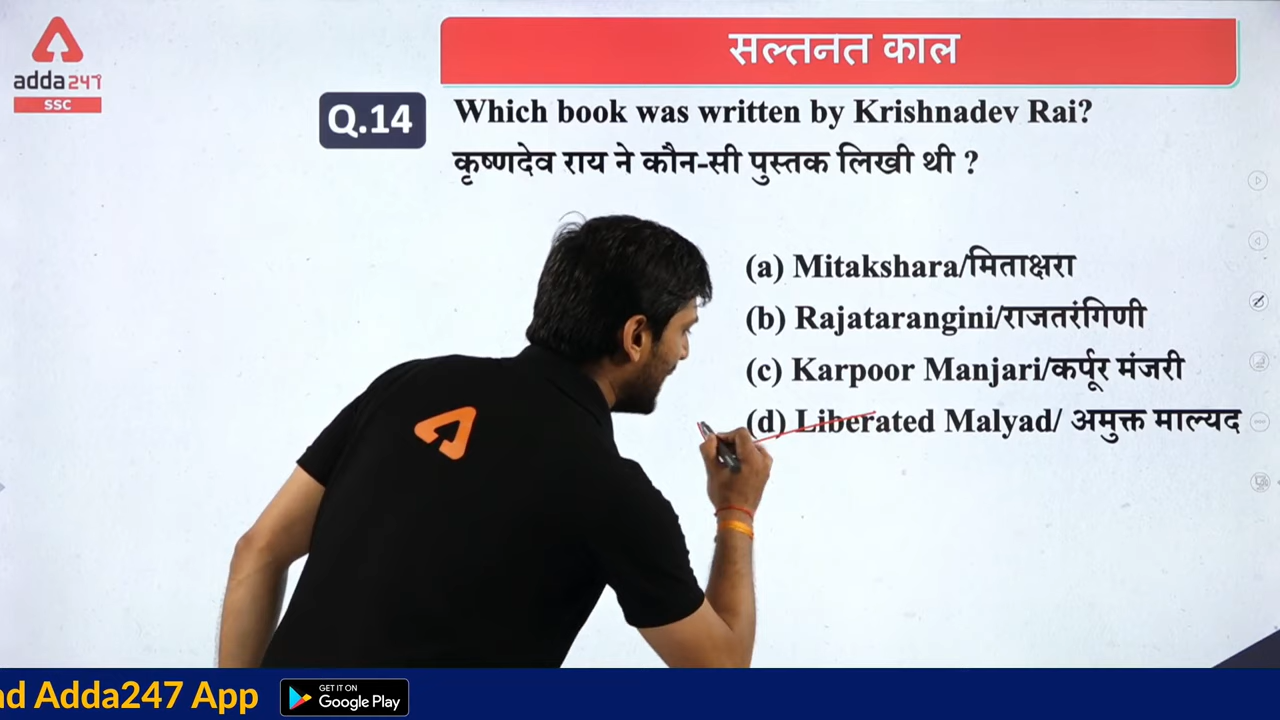 adda247
SSC
सल्तनत काल
Q.14
Which book was written by Krishnadev Rai?
कृष्णदेव राय ने कौन-सी पुस्तक लिखी थी ?
(a) Mitakshara/मिताक्षरा
(b) Rajatarangini/राजतरंगिणी
(c) Karpoor Manjari/कर्पूर मंजरी
(d) Liberated Malyad/ अमुक्त माल्यद
Adda247 App
GET IT ON
Google Play